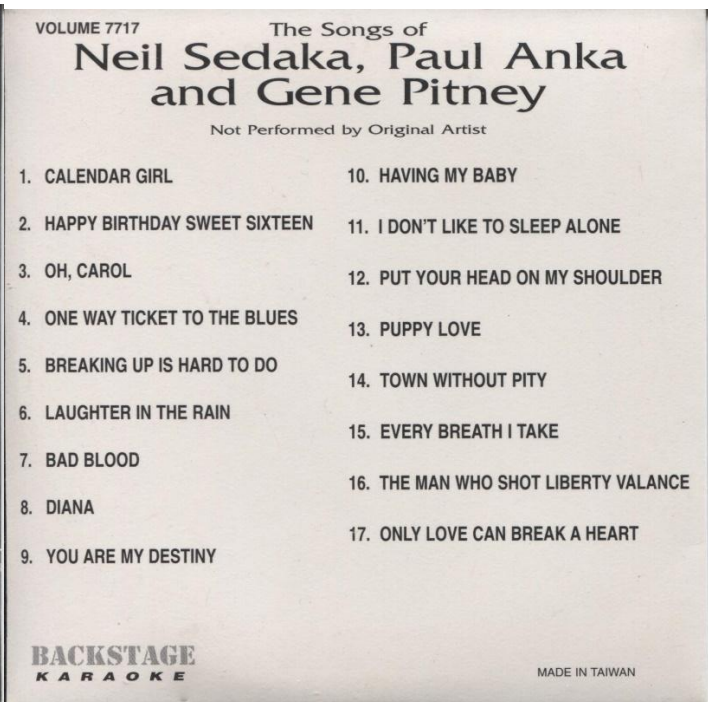 VOLUME 7717
The Songs of
Neil Sedaka, Paul Anka
and Gene Pitney
Not Performed by Original Artist
1. CALENDAR GIRL
2. HAPPY BIRTHDAY SWEET SIXTEEN
3. OH, CAROL
4. ONE WAY TICKET TO THE BLUES
5. BREAKING UP IS HARD TO DO
6. LAUGHTER IN THE RAIN
7. BAD BLOOD
8. DIANA
9. YOU ARE MY DESTINY
10. HAVING MY BABY
11. I DON'T LIKE TO SLEEP ALONE
12. PUT YOUR HEAD ON MY SHOULDER
13. PUPPY LOVE
14. TOWN WITHOUT PITY
15. EVERY BREATH I TAKE
16. THE MAN WHO SHOT LIBERTY VALANCE
17. ONLY LOVE CAN BREAK A HEART
BACKSTAGE
KARAOKE
MADE IN TAIWAN